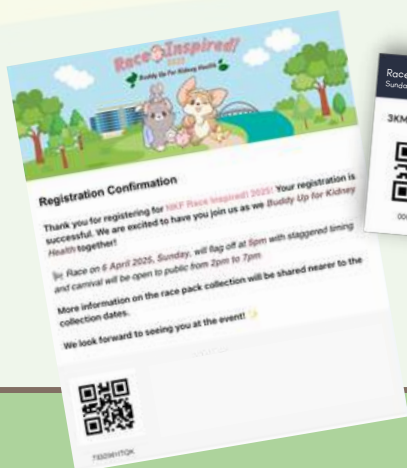 Race Inspired!
2025
Buddy Up For Kidney Health
Registration Confirmation
Thank you for registering for NKF Race Inspired! 2025! Your registration is
successful. We are excited to have you join us as we Buddy Up for Kidney
Health together!
Race on 6 April 2025, Sunday, will flag off at 5pm with staggered timing
and carnival will be open to public from 2pm to 7pm
More information on the race pack collection will be shared nearer to the
collection dates.
We look forward to seeing you at the event!
Race
Sunda
3KM